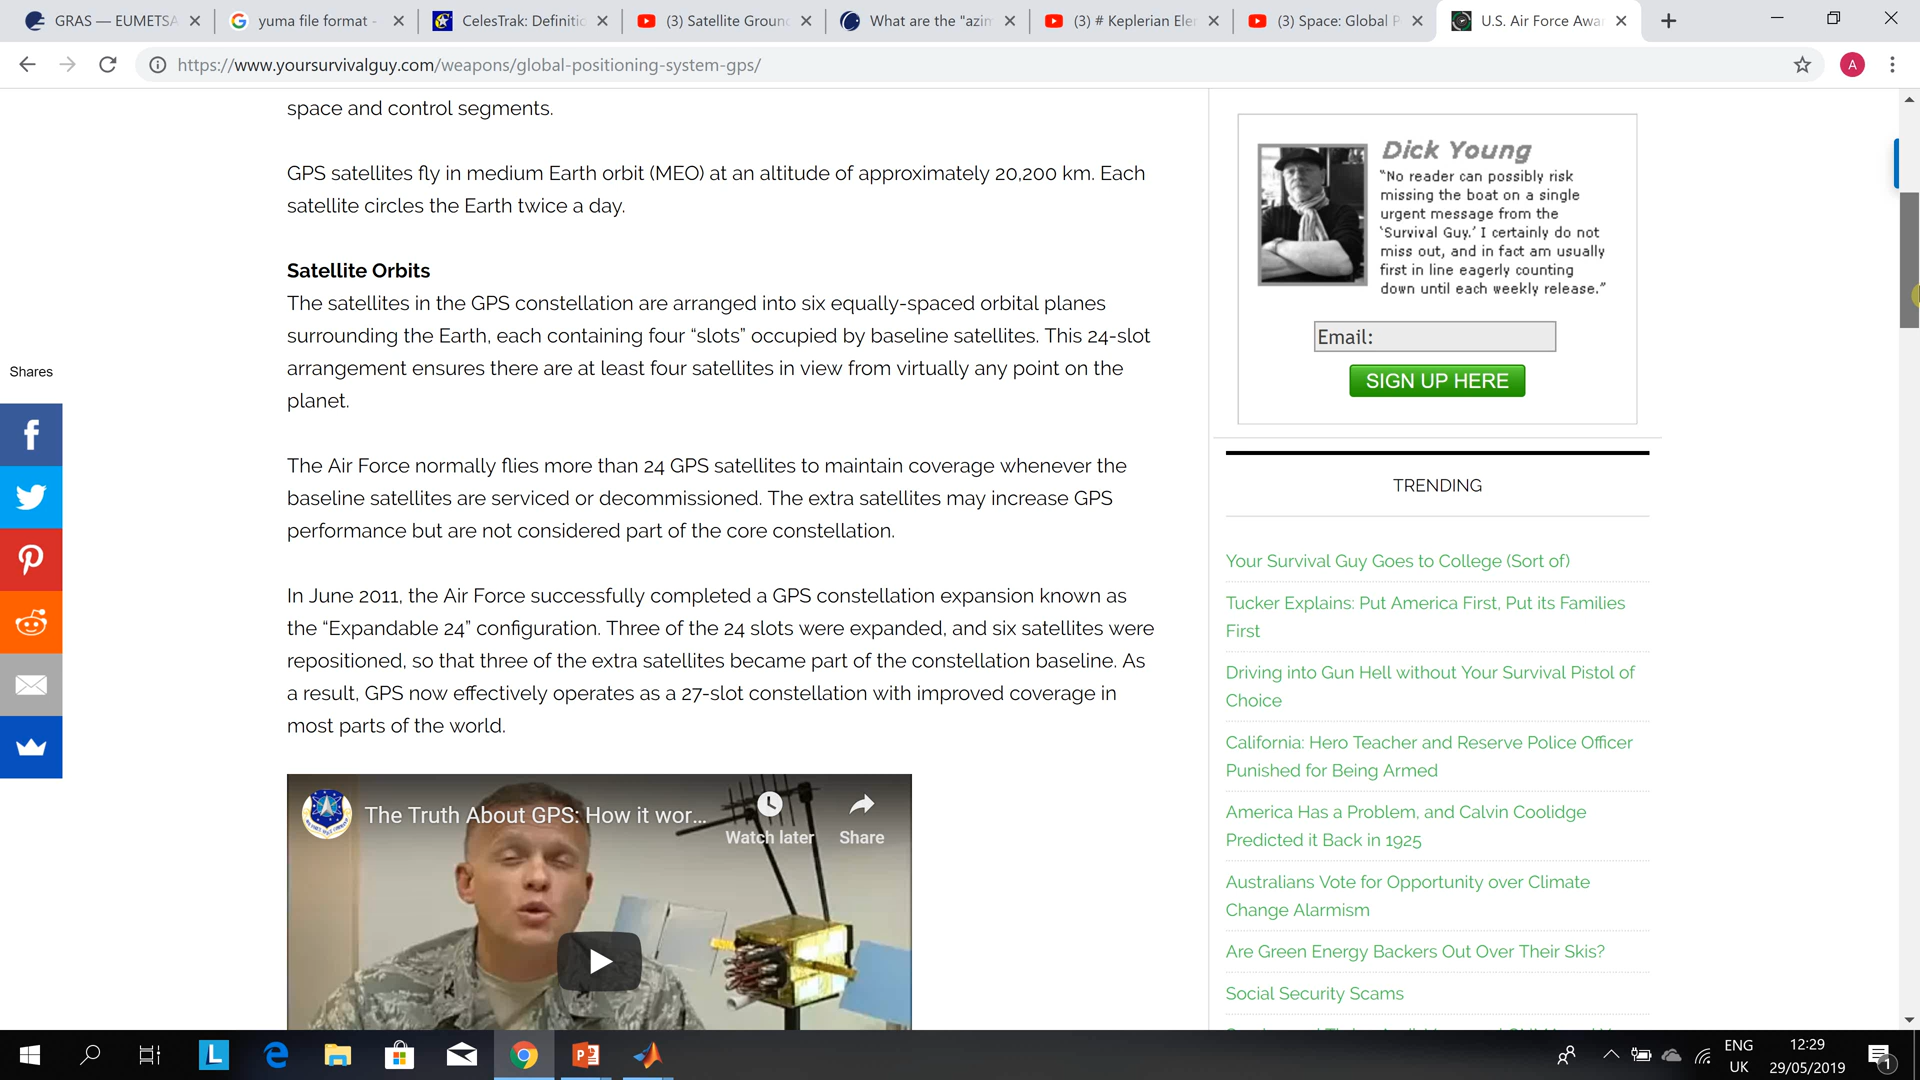 GRAS — EUMETSA
yuma file format -
CelesTrak: Definitio
(3) Satellite Ground
What are the "azim
(3) # Keplerian Eler
(3) Space: Global P
U.S. Air Force Awa
https://www.yoursurvivalguy.com/weapons/global-positioning-system-gps/
A
space and control segments.
GPS satellites fly in medium Earth orbit (MEO) at an altitude of approximately 20,200 km. Each
satellite circles the Earth twice a day.
Satellite Orbits
The satellites in the GPS constellation are arranged into six equally-spaced orbital planes
surrounding the Earth, each containing four “slots” occupied by baseline satellites. This 24-slot
arrangement ensures there are at least four satellites in view from virtually any point on the
planet.
The Air Force normally flies more than 24 GPS satellites to maintain coverage whenever the
baseline satellites are serviced or decommissioned. The extra satellites may increase GPS
performance but are not considered part of the core constellation.
In June 2011, the Air Force successfully completed a GPS constellation expansion known as
the “Expandable 24” configuration. Three of the 24 slots were expanded, and six satellites were
repositioned, so that three of the extra satellites became part of the constellation baseline. As
a result, GPS now effectively operates as a 27-slot constellation with improved coverage in
most parts of the world.
The Truth About GPS: How it wor...
Watch later
Share
Shares
Dick Young
“No reader can possibly risk
missing the boat on a single
urgent message from the
‘Survival Guy.’ I certainly do not
miss out, and in fact am usually
first in line eagerly counting
down until each weekly release.”
Email:
SIGN UP HERE
TRENDING
Your Survival Guy Goes to College (Sort of)
Tucker Explains: Put America First, Put its Families
First
Driving into Gun Hell without Your Survival Pistol of
Choice
California: Hero Teacher and Reserve Police Officer
Punished for Being Armed
America Has a Problem, and Calvin Coolidge
Predicted it Back in 1925
Australians Vote for Opportunity over Climate
Change Alarmism
Are Green Energy Backers Out Over Their Skis?
Social Security Scams
ENG
UK
12:29
29/05/2019
1